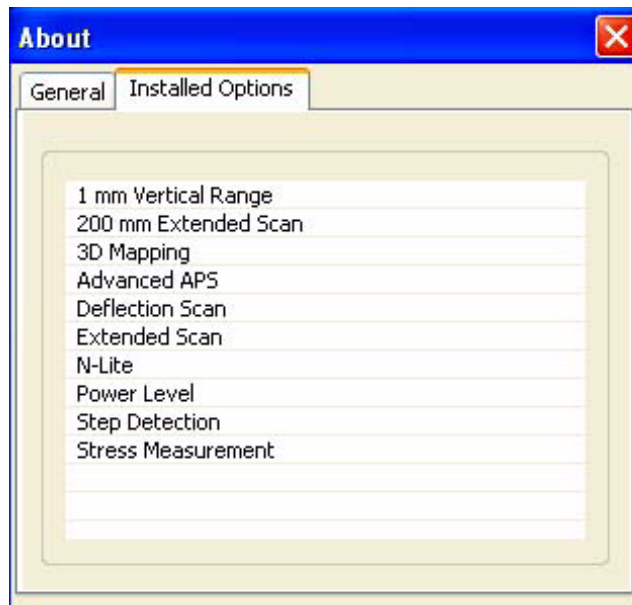 About
General
Installed Options
1 mm Vertical Range
200 mm Extended Scan
3D Mapping
Advanced APS
Deflection Scan
Extended Scan
N-Lite
Power Level
Step Detection
Stress Measurement